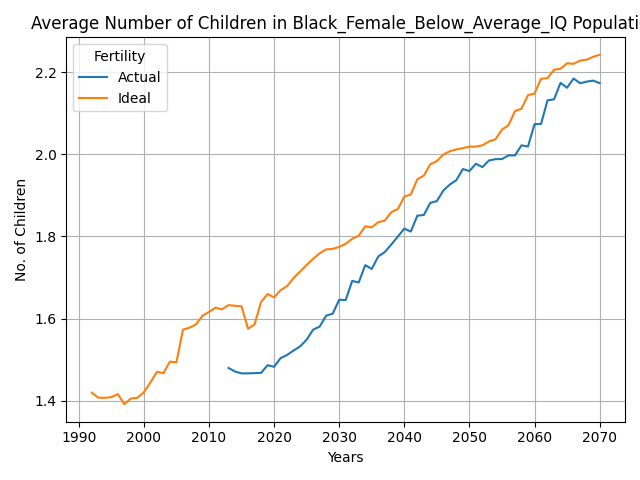 Average Number of Children in Black_Female_Below_Average_IQ Populati
Fertility
Actual
Ideal
No. of Children
2.2
2.0
1.8
1.6
1.4
1990 2000 2010 2020 2030 2040 2050 2060 2070
Years